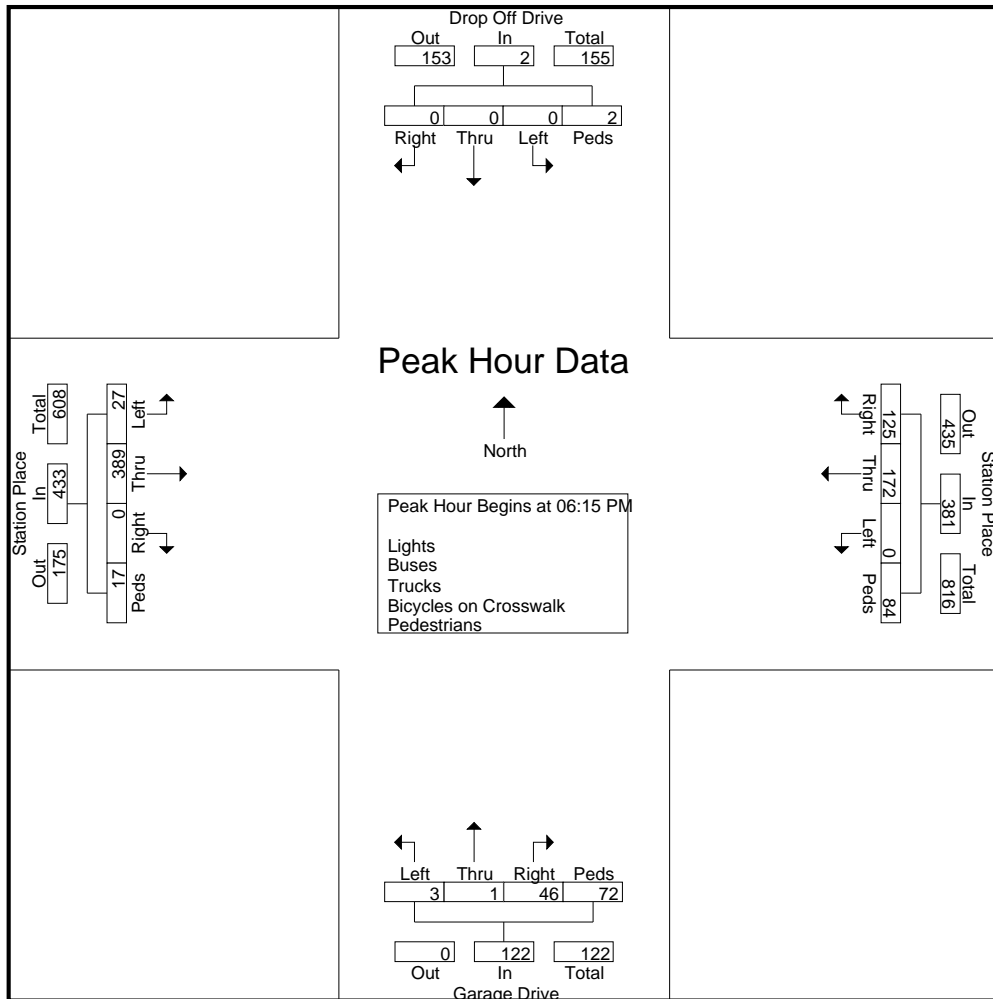 Drop Off Drive
Out In Total
153 2 155
0 0 0 2
Right Thru Left Peds
Peak Hour Data
North
Peak Hour Begins at 06:15 PM
Lights
Buses
Trucks
Bicycles on Crosswalk
Pedestrians
Station Place
Out In Total
175 433 608
Left Thru Right Peds
27 389 0 17
Station Place
Out In Total
435 381 816
125 172 0 84
Right Thru Left Peds
Left Thru Right Peds
3 1 46 72
0 122 122
Out In Total
Garage Drive